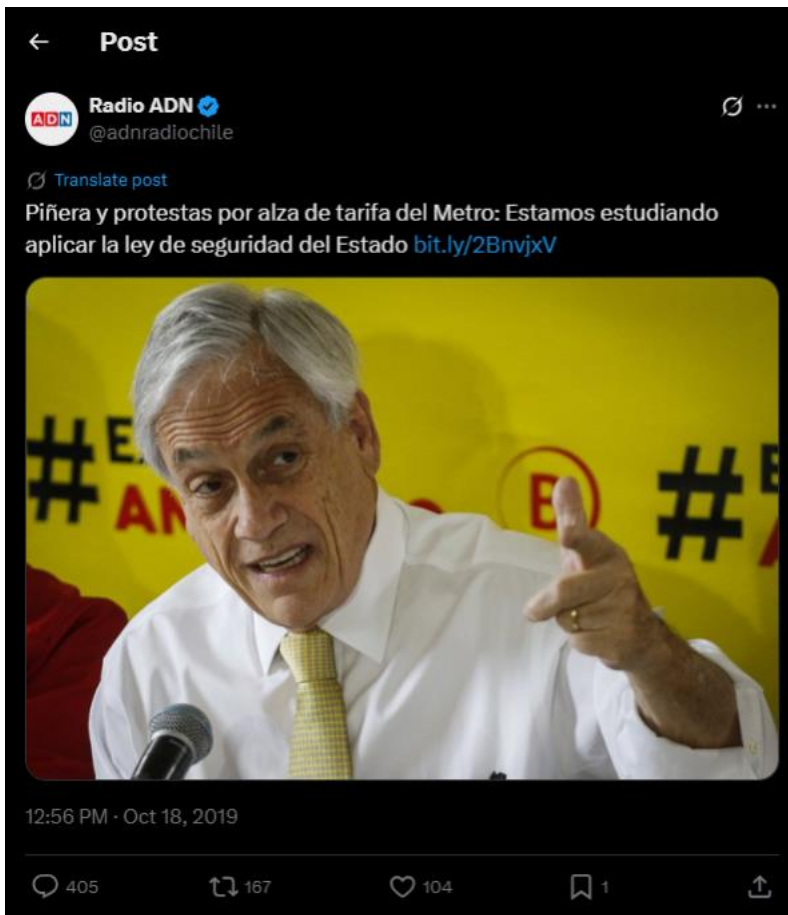 Post
ADN
Radio ADN
@adnradiochile
Translate post
Piñera y protestas por alza de tarifa del Metro: Estamos estudiando
aplicar la ley de seguridad del Estado bit.ly/2BnvjxV
12:56 PM · Oct 18, 2019
405 167 104 1